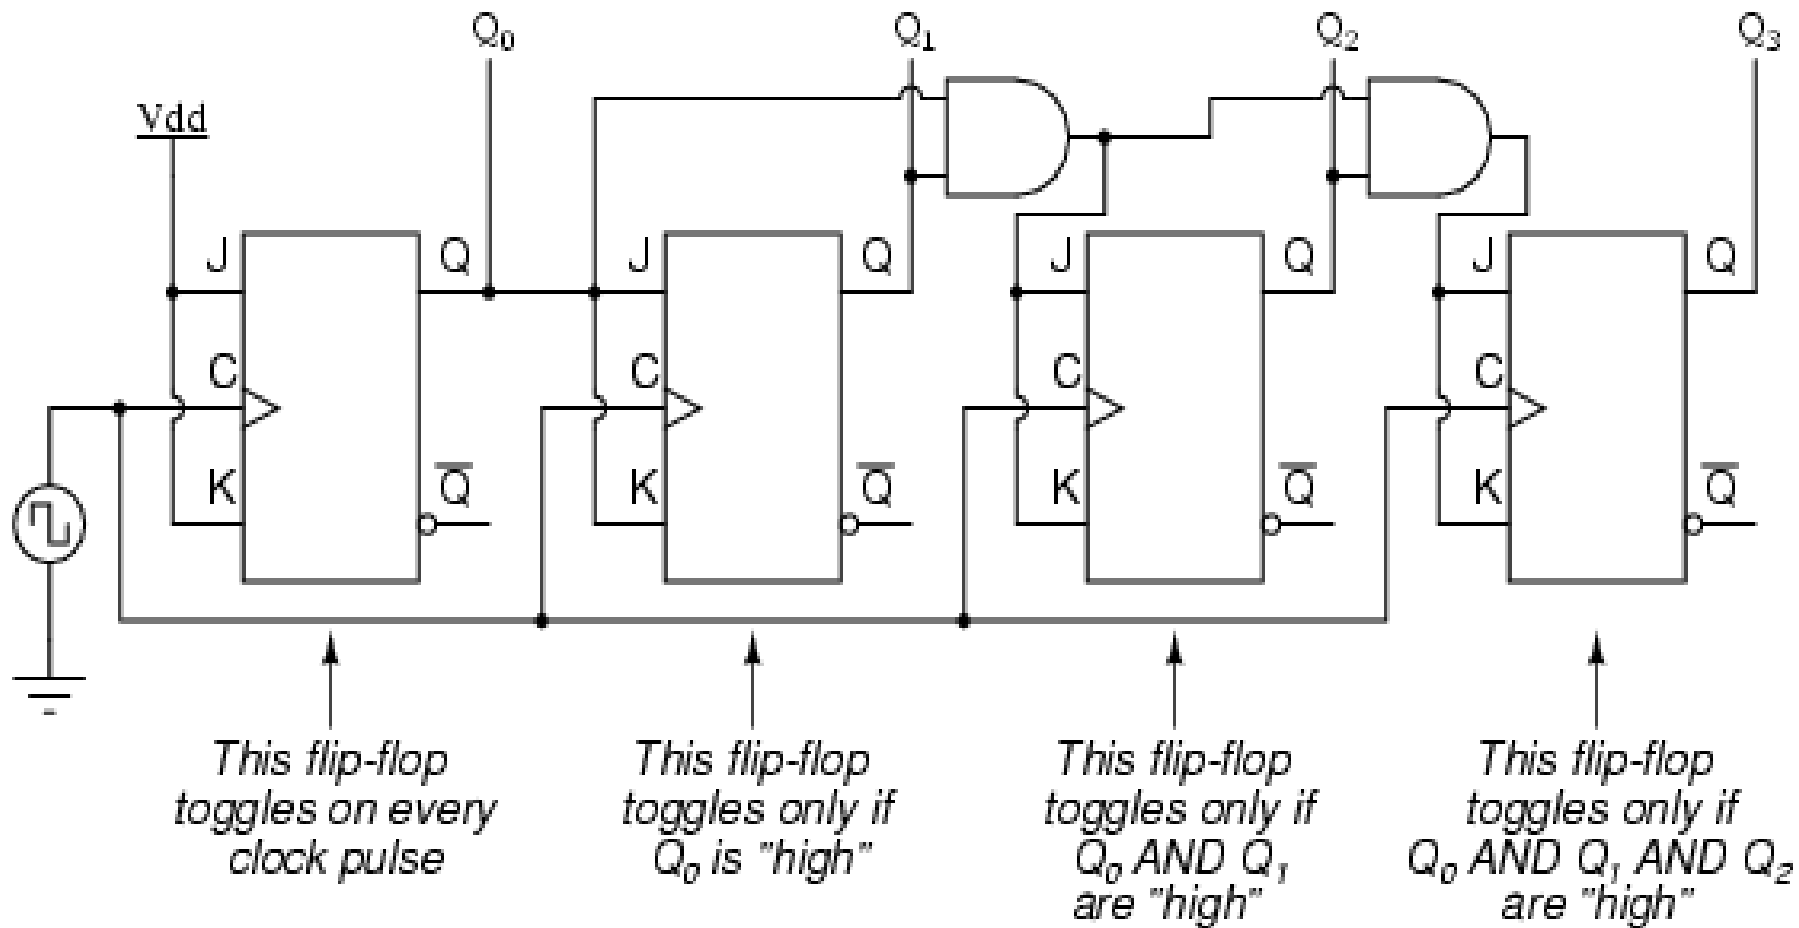 Q₀ Q₁ Q₂ Q₃
Vdd
J Q J Q J Q J Q
C C C C
K Q̅ K Q̅ K Q̅ K Q̅
This flip-flop
toggles on every
clock pulse
This flip-flop
toggles only if
Q₀ is "high"
This flip-flop
toggles only if
Q₀ AND Q₁
are "high"
This flip-flop
toggles only if
Q₀ AND Q₁ AND Q₂
are "high"